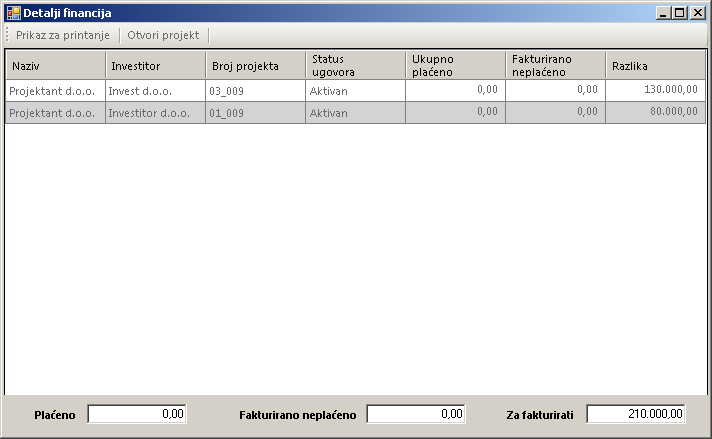 Detalji financija
Prikaz za printanje Otvori projekt
Naziv Investitor Broj projekta Status ugovora Ukupno plaćeno Fakturirano neplaćeno Razlika
Projektant d.o.o. Invest d.o.o. 03_009 Aktivan 0,00 0,00 130.000,00
Projektant d.o.o. Investitor d.o.o. 01_009 Aktivan 0,00 0,00 80.000,00
Plaćeno 0,00 Fakturirano neplaćeno 0,00 Za fakturirati 210.000,00